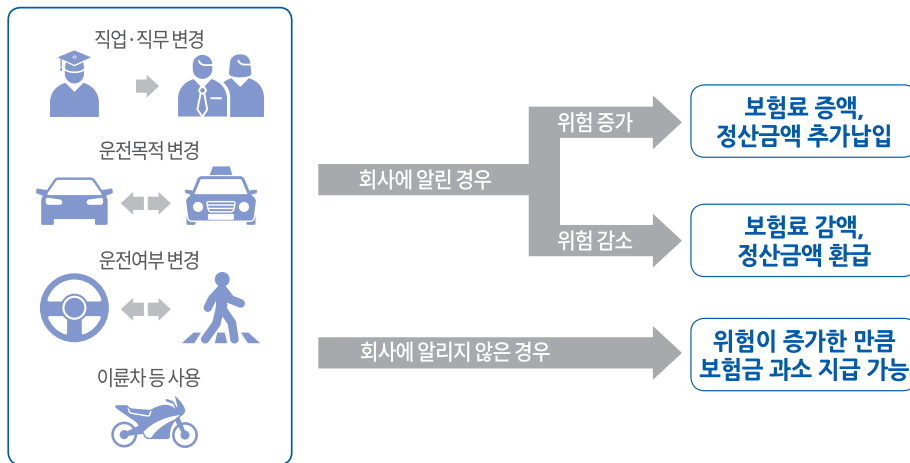 직업·직무 변경
운전목적 변경
운전여부 변경
이륜차 등 사용
회사에 알린 경우
위험 증가
위험 감소
회사에 알리지 않은 경우
보험료 증액,
정산금액 추가납입
보험료 감액,
정산금액 환급
위험이 증가한 만큼
보험금 과소 지급 가능